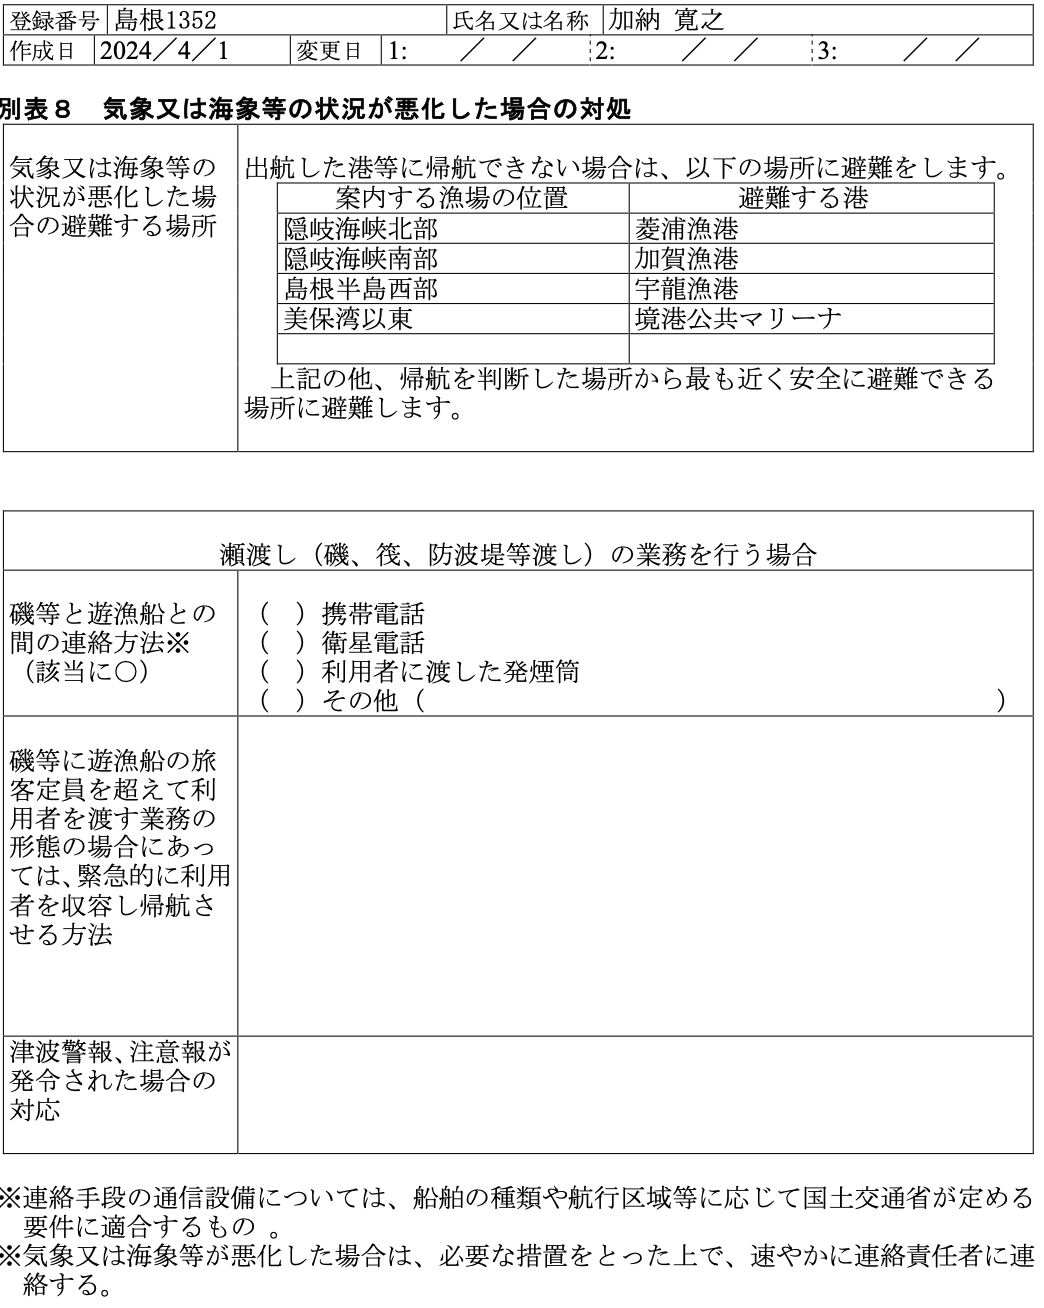 登録番号 島根1352 氏名又は名称 加納 寛之
作成日 2024／4／1 変更日 1: ／ ／ 2: ／ ／ 3: ／ ／
別表８ 気象又は海象等の状況が悪化した場合の対処
気象又は海象等の
状況が悪化した場
合の避難する場所
出航した港等に帰航できない場合は、以下の場所に避難をします。
案内する漁場の位置 避難する港
隠岐海峡北部 菱浦漁港
隠岐海峡南部 加賀漁港
島根半島西部 宇龍漁港
美保湾以東 境港公共マリーナ
上記の他、帰航を判断した場所から最も近く安全に避難できる
場所に避難します。
瀬渡し（磯、筏、防波堤等渡し）の業務を行う場合
磯等と遊漁船との
間の連絡方法※
（該当に〇）
（ ）携帯電話
（ ）衛星電話
（ ）利用者に渡した発煙筒
（ ）その他（ ）
磯等に遊漁船の旅
客定員を超えて利
用者を渡す業務の
形態の場合にあっ
ては、緊急的に利用
者を収容し帰航さ
せる方法
津波警報、注意報が
発令された場合の
対応
※連絡手段の通信設備については、船舶の種類や航行区域等に応じて国土交通省が定める
要件に適合するもの 。
※気象又は海象等が悪化した場合は、必要な措置をとった上で、速やかに連絡責任者に連
絡する。